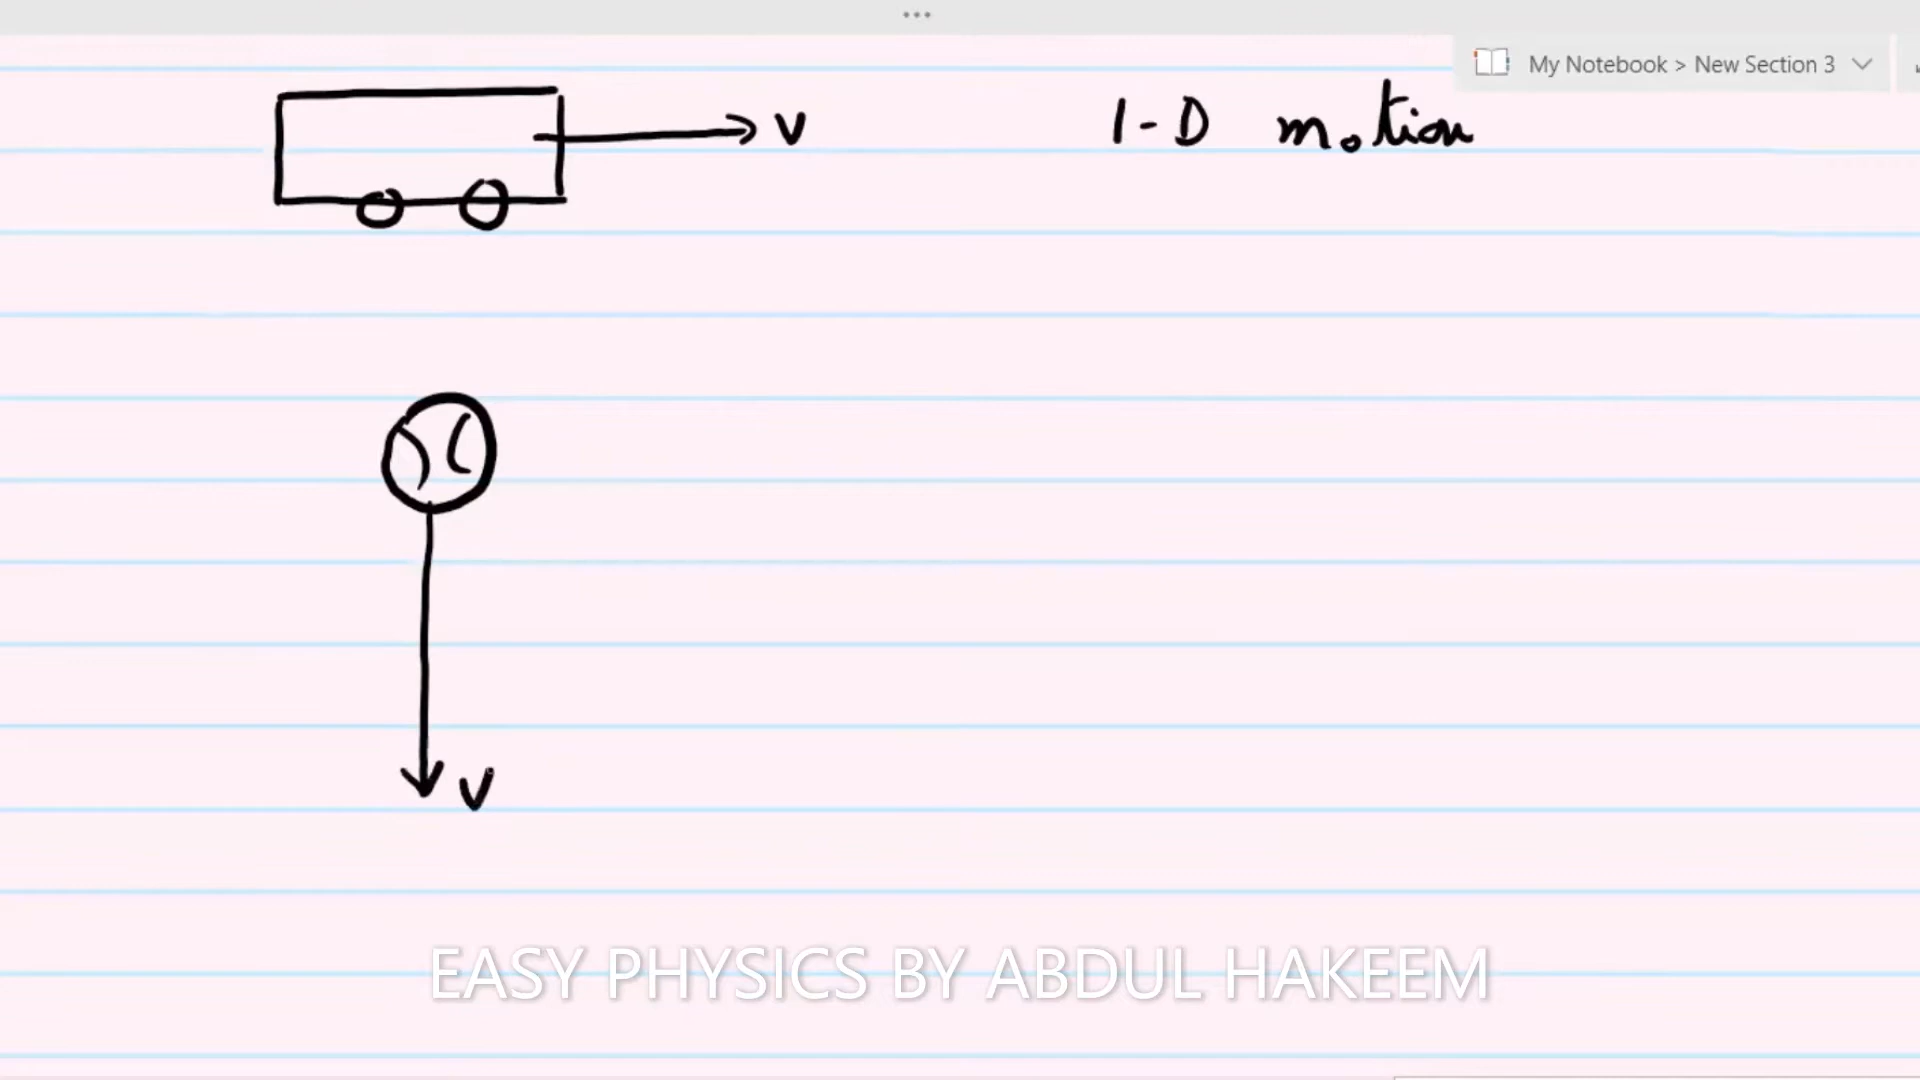 My Notebook > New Section 3
v 1-D motion
v
EASY PHYSICS BY ABDUL HAKEEM